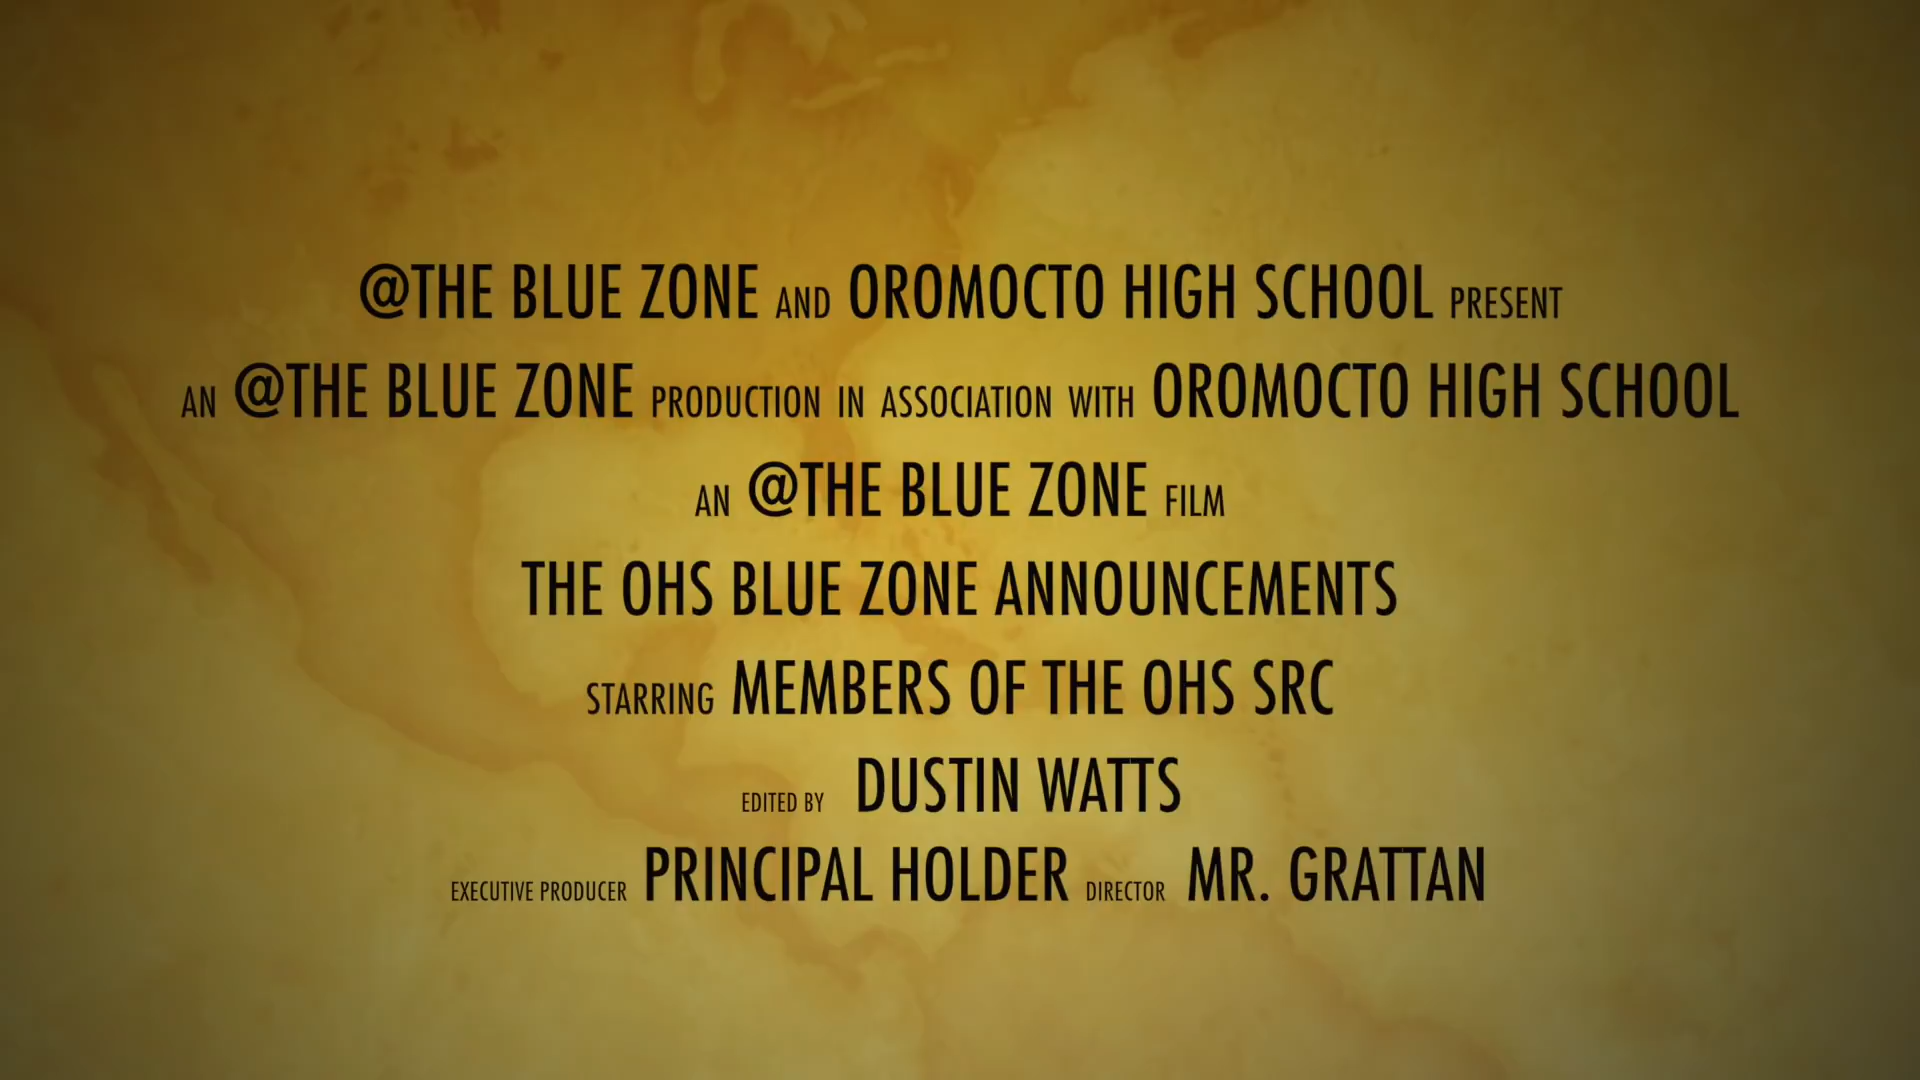 @THE BLUE ZONE AND OROMOCTO HIGH SCHOOL PRESENT
AN @THE BLUE ZONE PRODUCTION IN ASSOCIATION WITH OROMOCTO HIGH SCHOOL
AN @THE BLUE ZONE FILM
THE OHS BLUE ZONE ANNOUNCEMENTS
STARRING MEMBERS OF THE OHS SRC
EDITED BY DUSTIN WATTS
EXECUTIVE PRODUCER PRINCIPAL HOLDER DIRECTOR MR. GRATTAN